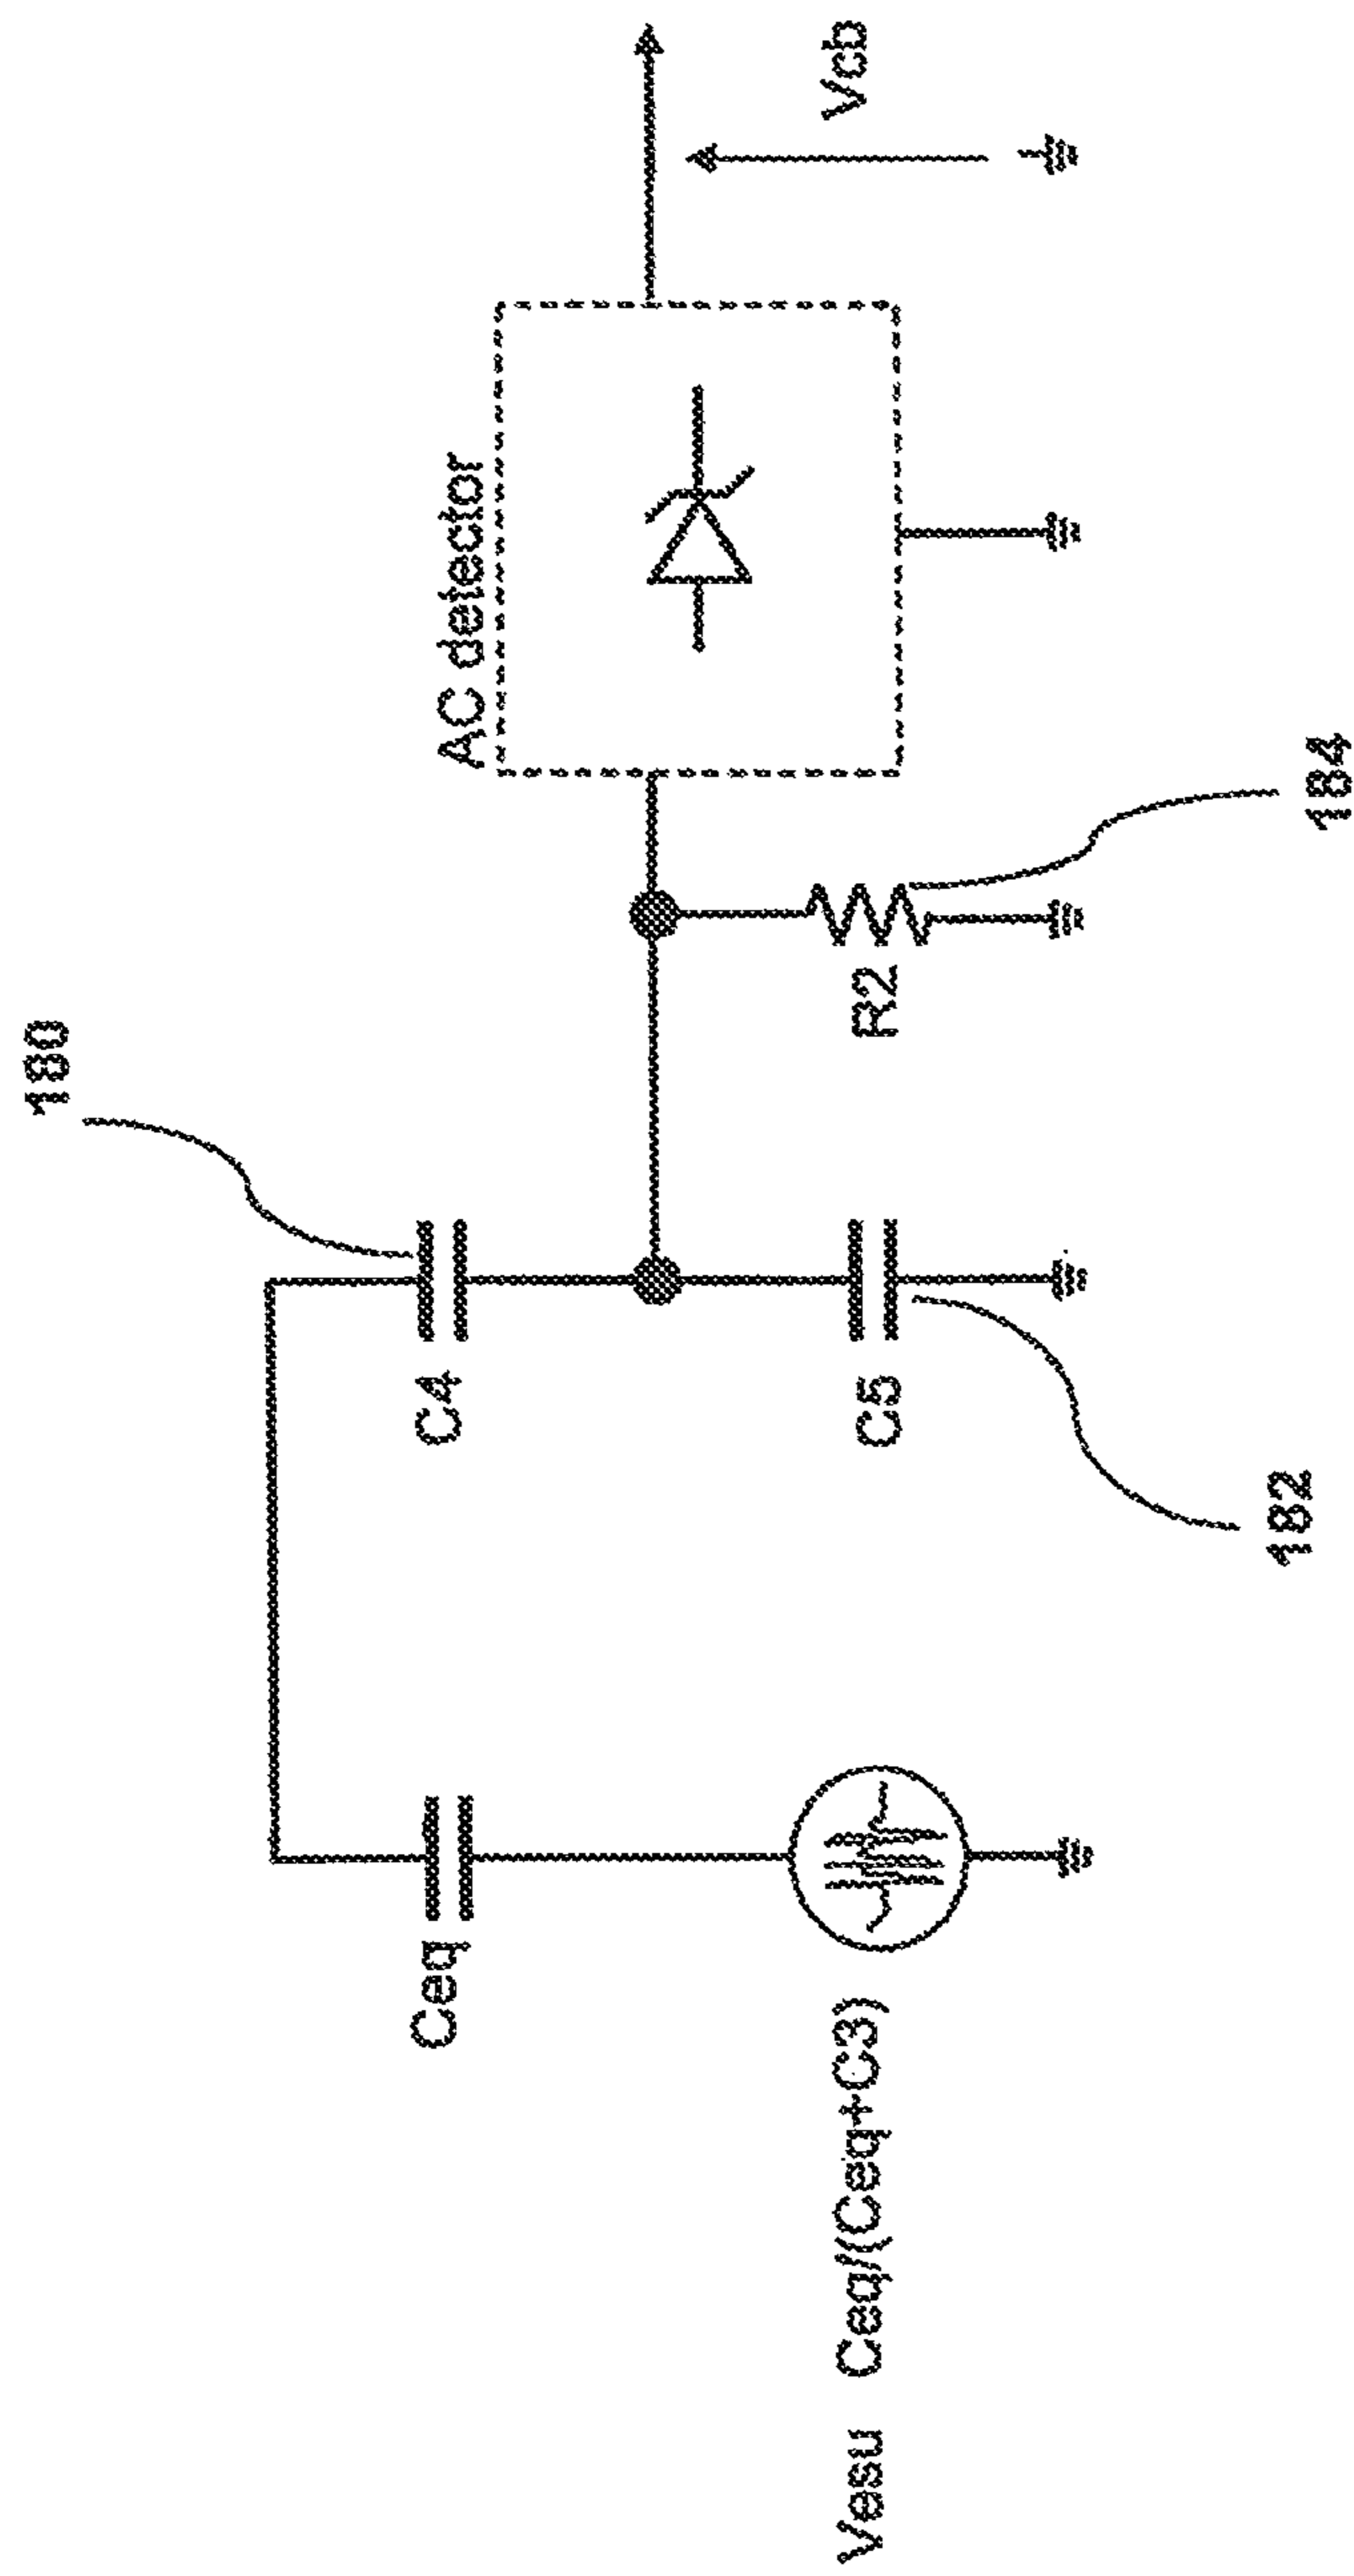 180
Ceq
C4
AC detector
Vcb
Vesu Ceq/(Ceq+C3)
C5
R2
182
184